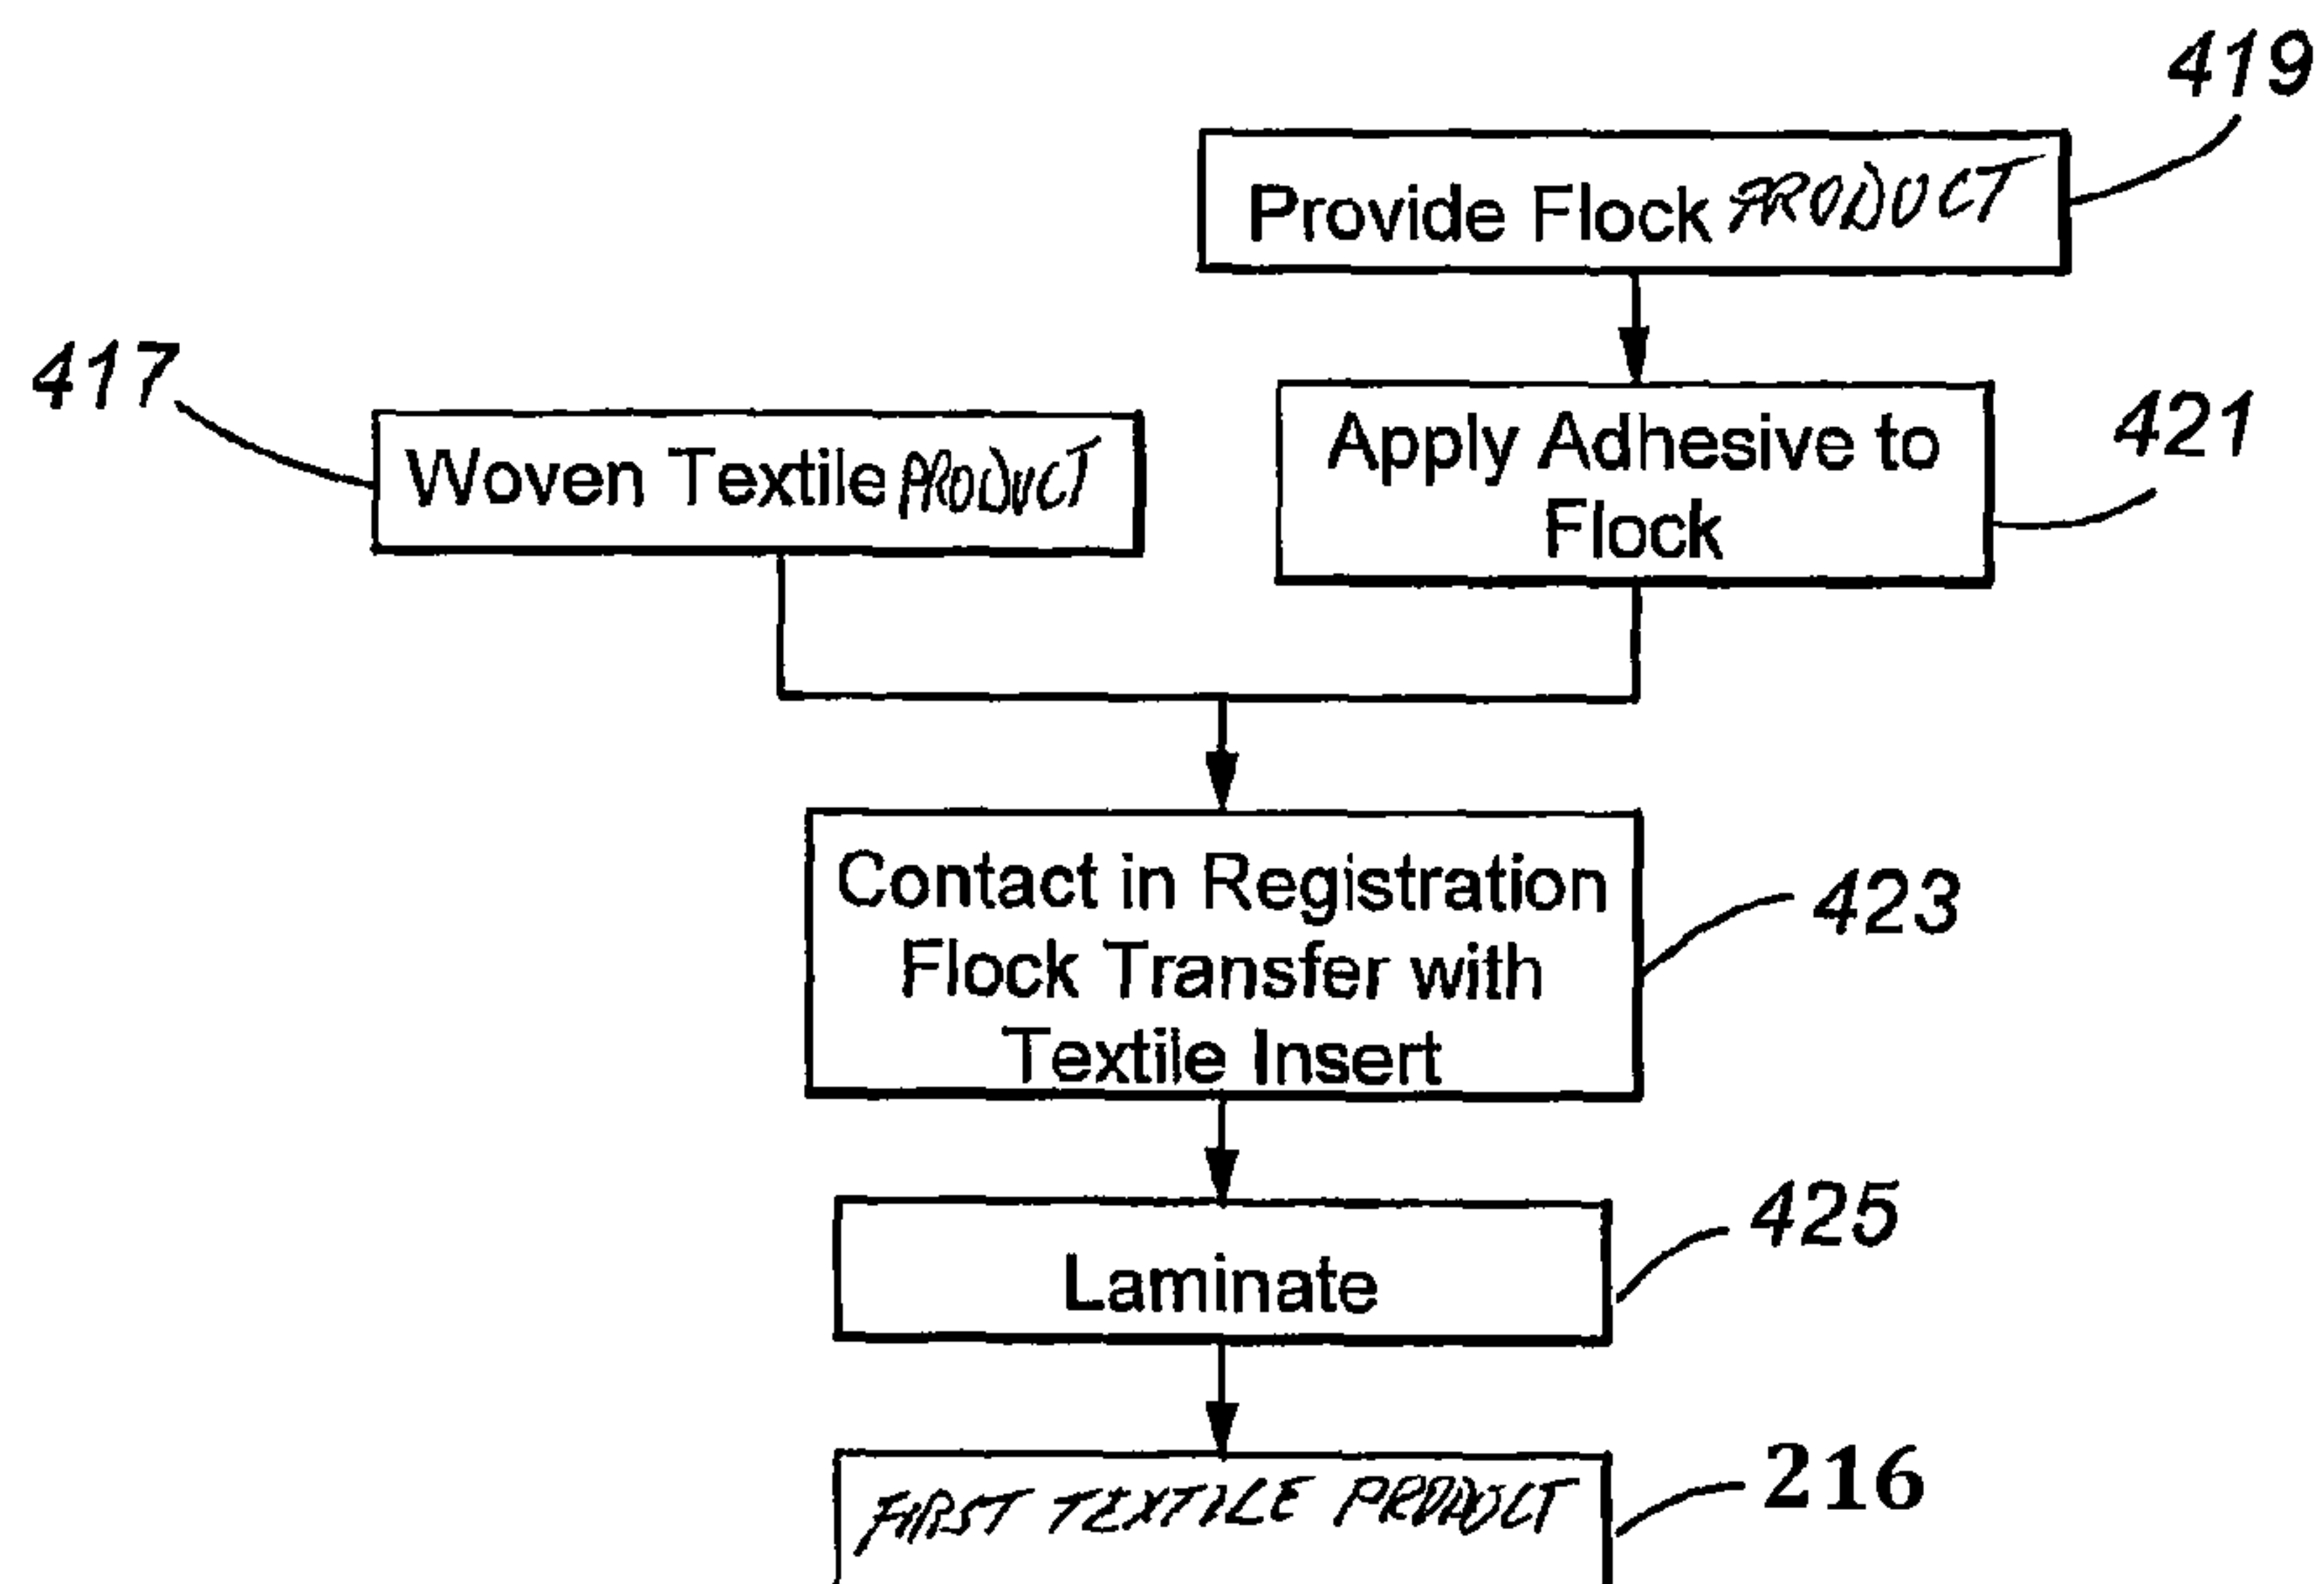 419
Provide Flock PRODUCT
417
Woven Textile PRODUCT
Apply Adhesive to
Flock
421
Contact in Registration
Flock Transfer with
Textile Insert
423
Laminate
425
FIRST TEXTILE PRODUCT
216